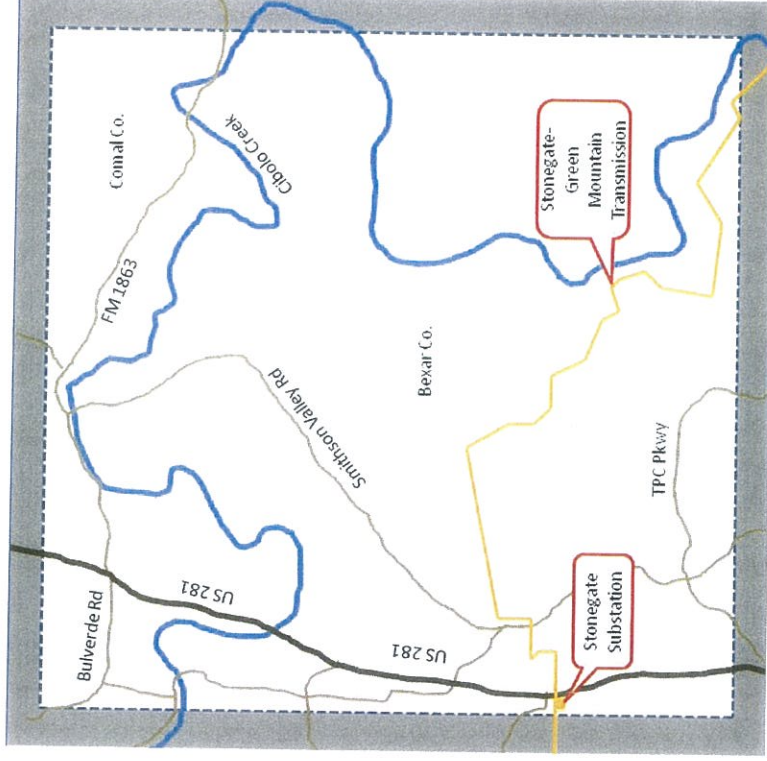 Comal Co.
FM 1863
Cibolo Creek
Smithson Valley Rd
Bulverde Rd
US 281
US 281
Bexar Co.
Stonegate-
Green
Mountain
Transmission
TPC Pkwy
Stonegate
Substation